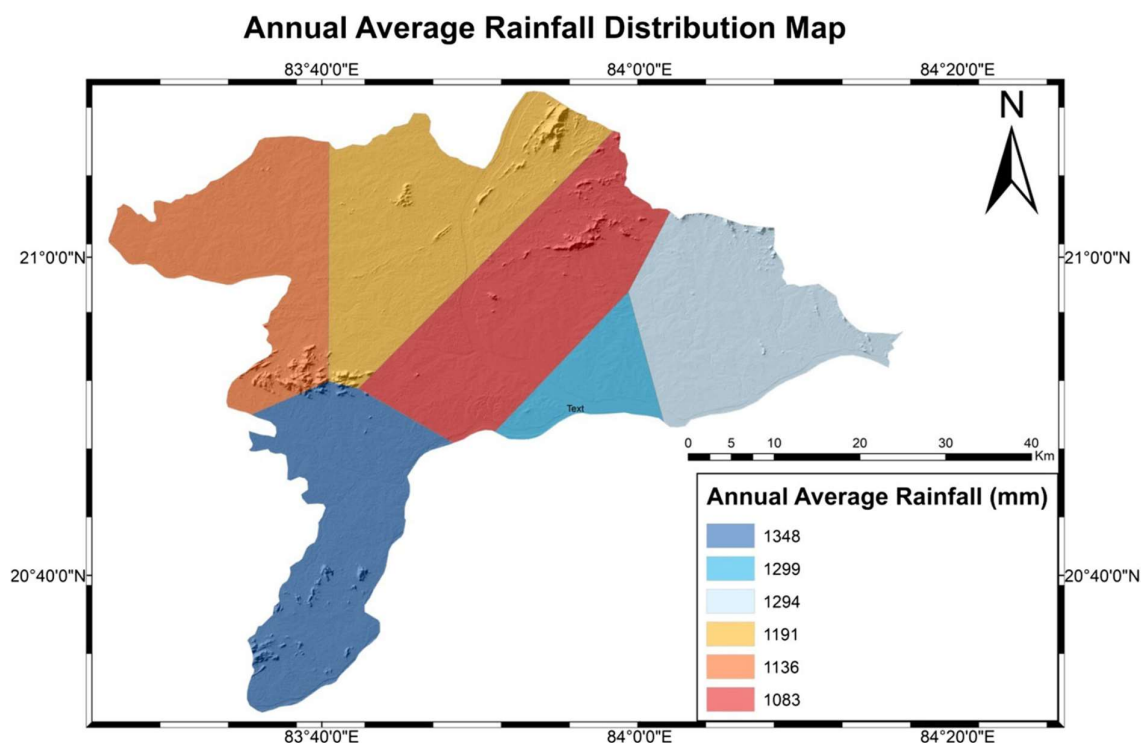 Annual Average Rainfall Distribution Map
83°40'0"E 84°0'0"E 84°20'0"E
N
21°0'0"N 21°0'0"N
Text
0 5 10 20 30 40
Km
Annual Average Rainfall (mm)
1348
1299
1294
1191
1136
1083
20°40'0"N 20°40'0"N
83°40'0"E 84°0'0"E 84°20'0"E